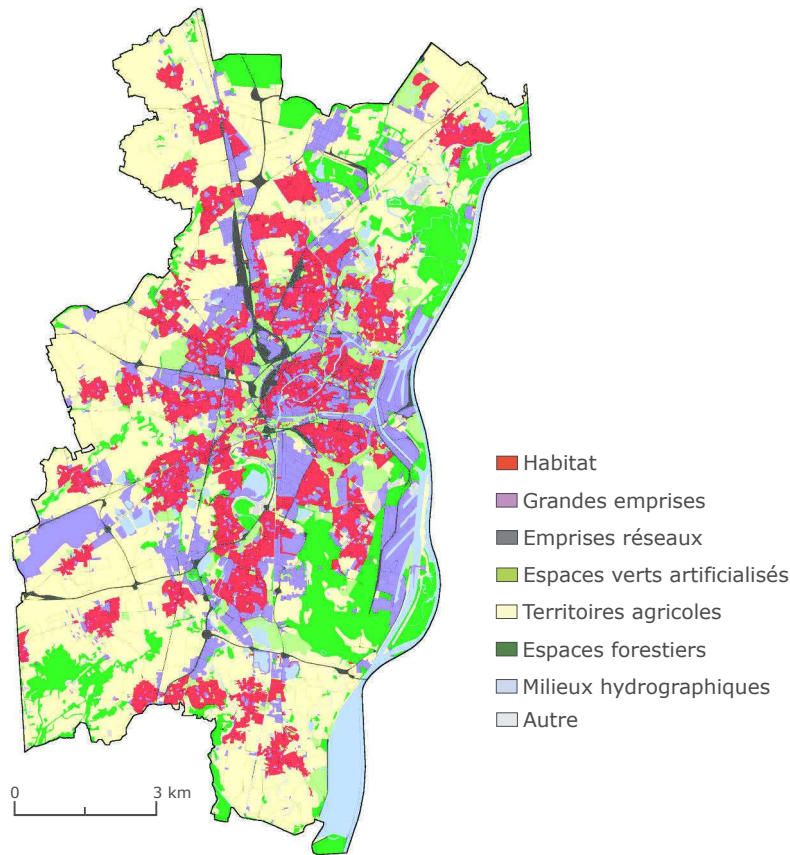 Habitat
Grandes emprises
Emprises réseaux
Espaces verts artificialisés
Territoires agricoles
Espaces forestiers
Milieux hydrographiques
Autre
0 3 km